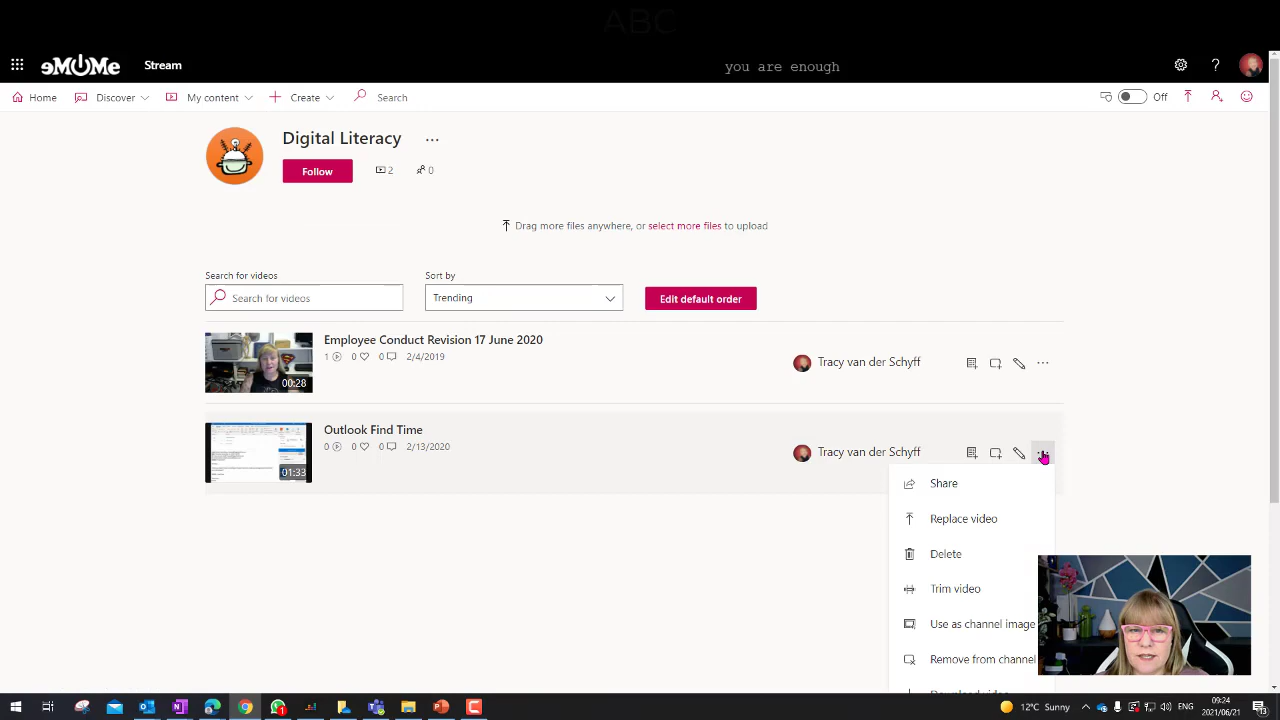 ABC
eMOMe
Stream
you are enough
Home
Discover
My content
Create
Search
Off
Digital Literacy
Follow
2
0
Drag more files anywhere, or select more files to upload
Search for videos
Sort by
Search for videos
Trending
Edit default order
Employee Conduct Revision 17 June 2020
1 0 0 2/4/2019
00:28
Tracy van der Schyff
Outlook Find Time
0 0 0 2/13/2020
01:33
Tracy van der Schyff
Share
Replace video
Delete
Trim video
Use as channel image
Remove from channel
12°C Sunny
09:24
2021/06/21